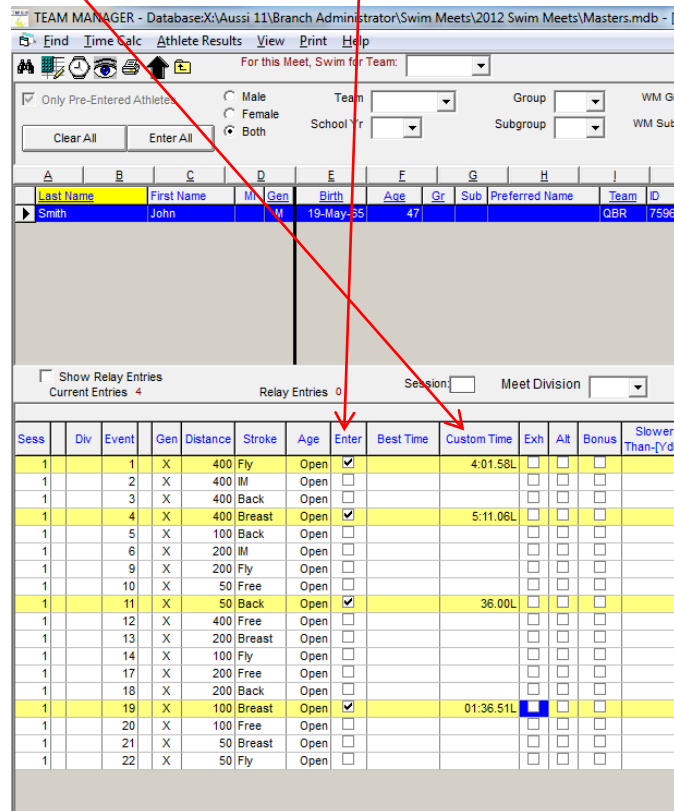 TEAM MANAGER - Database:X:\Aussi 11\Branch Administrator\Swim Meets\2012 Swim Meets\Masters.mdb - [
Find Time Calc Athlete Results View Print Help
For this Meet, Swim for Team:
Only Pre-Entered Athletes Male Team Group WM G
Female
Clear All Enter All Both School Yr Subgroup WM Sub
A B C D E F G H I
Last Name First Name MI Gen Birth Age Gr Sub Preferred Name Team ID
Smith John M 19-May-65 47 QBR 7596
Show Relay Entries
Current Entries 4 Relay Entries 0 Session: Meet Division
Sess Div Event Gen Distance Stroke Age Enter Best Time Custom Time Exh Alt Bonus Slower Than-[Yd
1 1 X 400 Fly Open 4:01.58L
1 2 X 400 IM Open
1 3 X 400 Back Open
1 4 X 400 Breast Open 5:11.06L
1 5 X 100 Back Open
1 6 X 200 IM Open
1 9 X 200 Fly Open
1 10 X 50 Free Open
1 11 X 50 Back Open 36.00L
1 12 X 400 Free Open
1 13 X 200 Breast Open
1 14 X 100 Fly Open
1 17 X 200 Free Open
1 18 X 200 Back Open
1 19 X 100 Breast Open 01:36.51L
1 20 X 100 Free Open
1 21 X 50 Breast Open
1 22 X 50 Fly Open